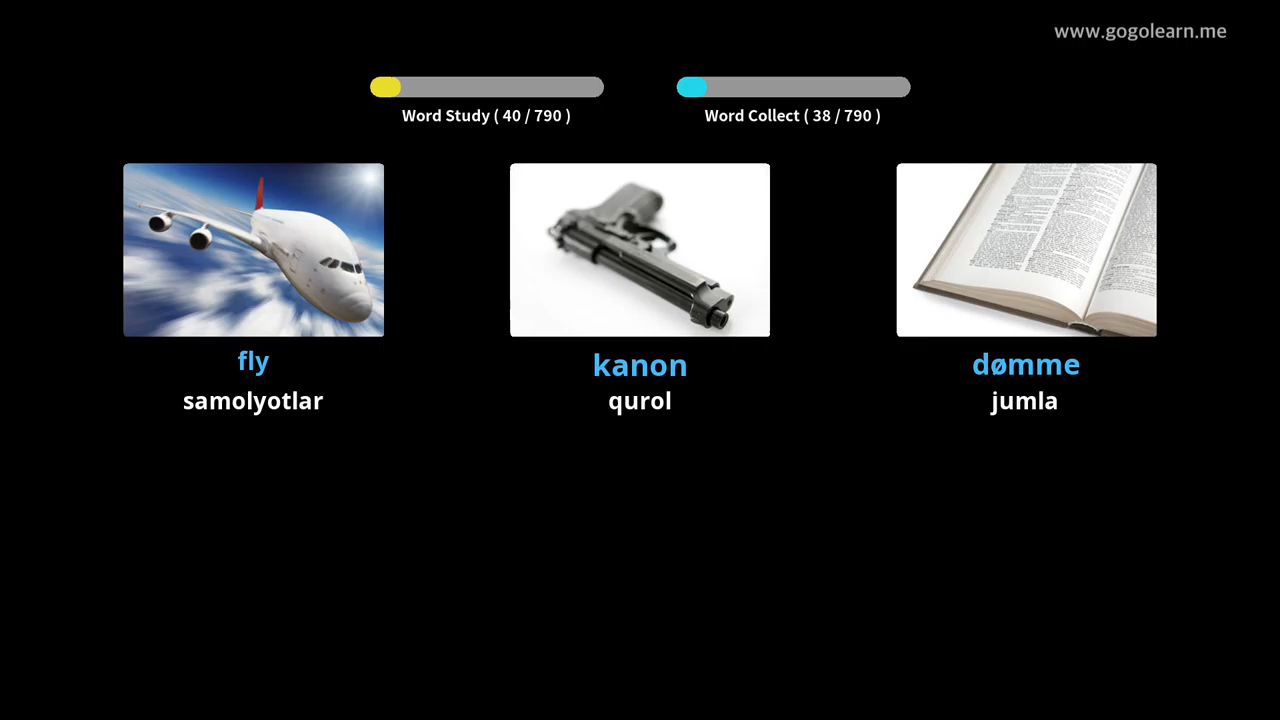 www.gogolearn.me
Word Study ( 40 / 790 )
Word Collect ( 38 / 790 )
fly
samolyotlar
kanon
qurol
dømme
jumla